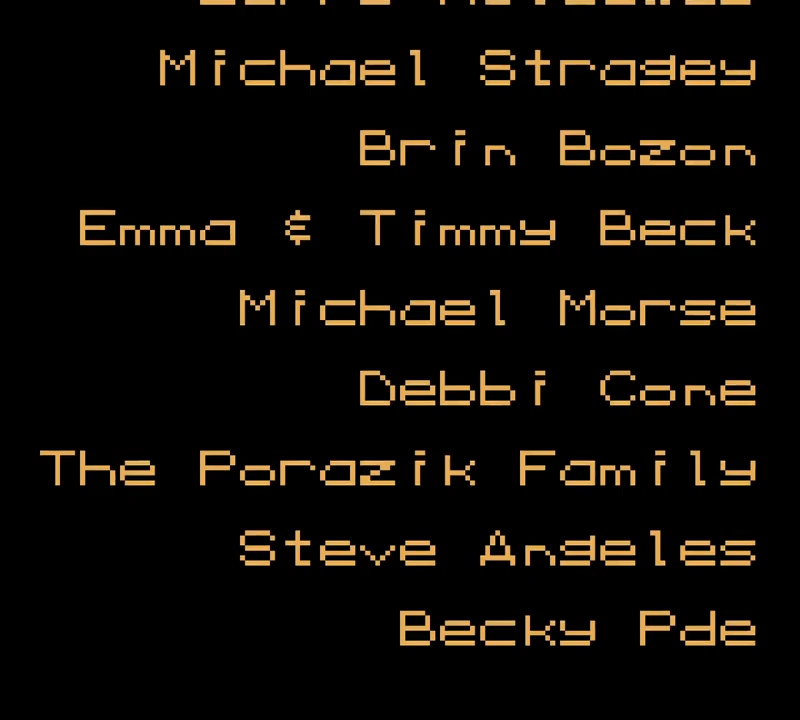 Michael Stragey
Brin Bozon
Emma & Timmy Beck
Michael Morse
Debbi Cone
The Porazik Family
Steve Angeles
Becky Pde